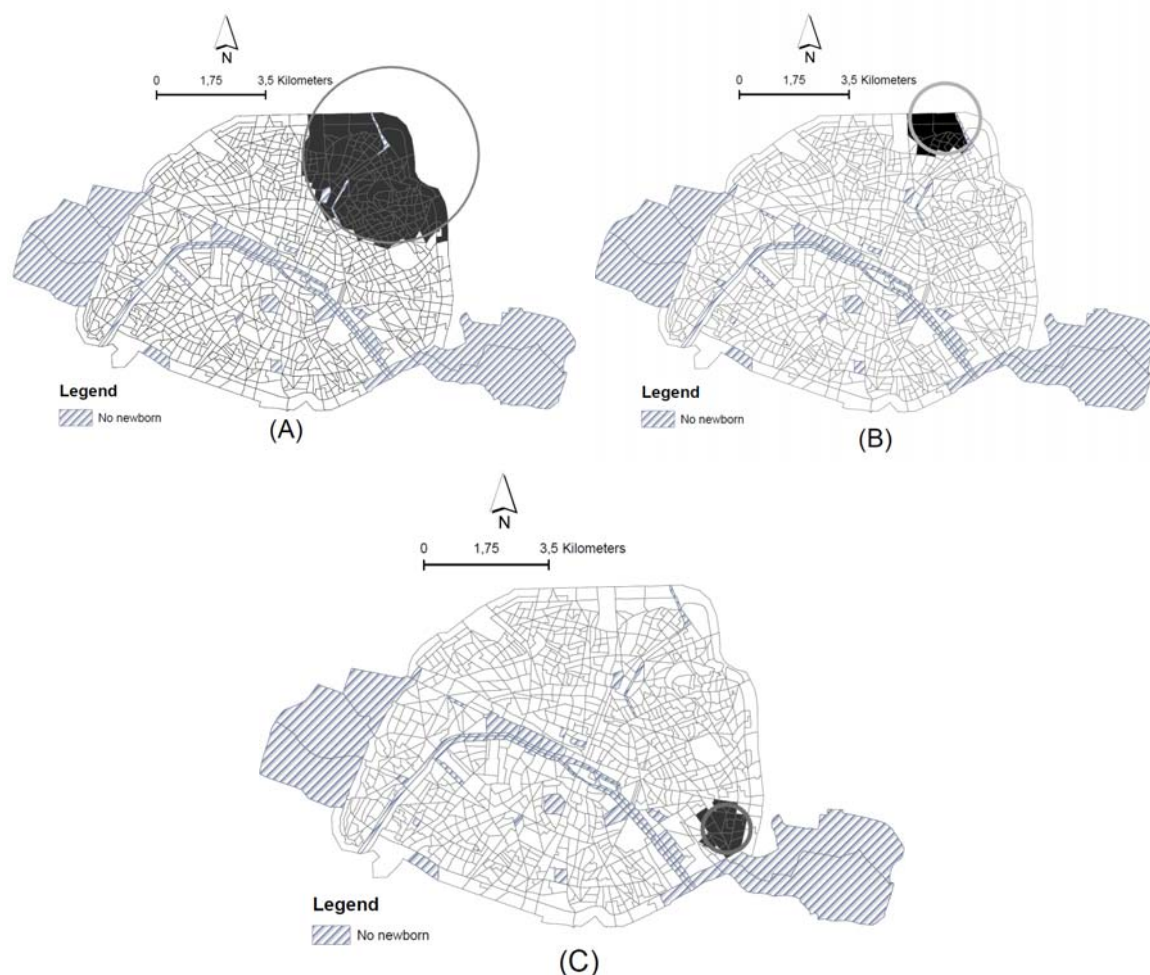 N
0 1,75 3,5 Kilometers
Legend
No newborn
(A)
N
0 1,75 3,5 Kilometers
Legend
No newborn
(B)
N
0 1,75 3,5 Kilometers
Legend
No newborn
(C)